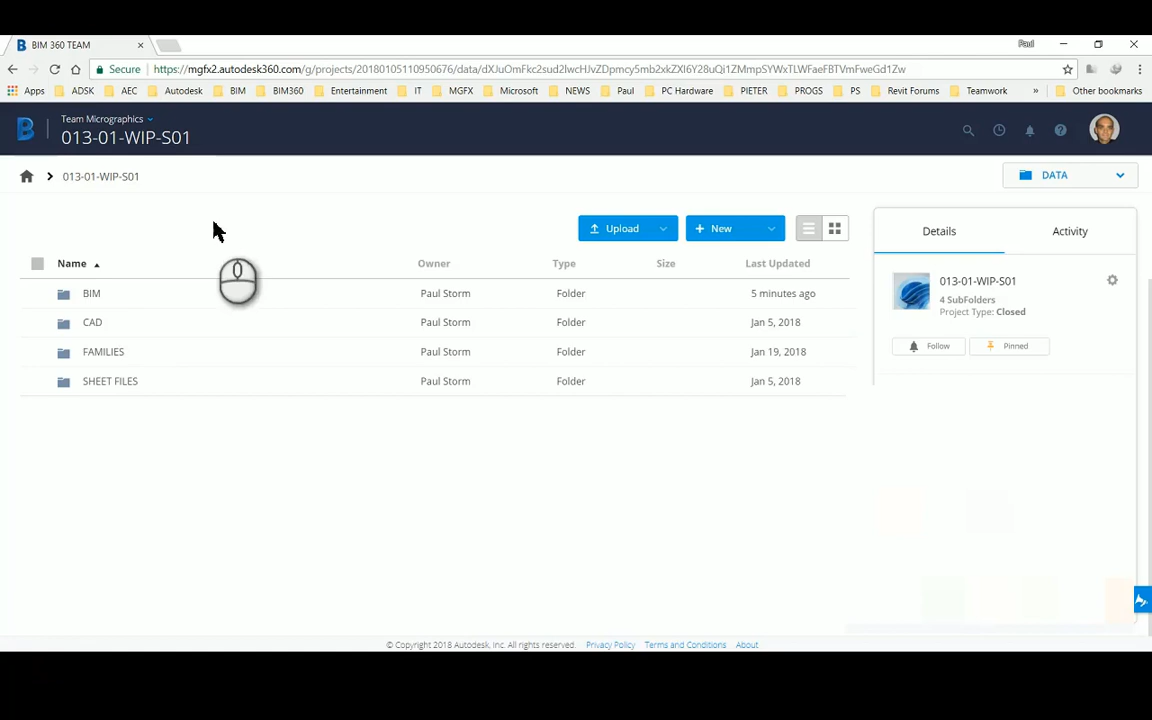 BIM 360 TEAM
Paul
Secure https://mgfx2.autodesk360.com/g/projects/20180105110950676/data/dXJuOmFkc2sud2lwcHJvZDpmcy5mb2xkZXI6Y28uQi1ZMmpSYWxTLWFaeFBTVmFweGd1Zw
Apps ADSK AEC Autodesk BIM BIM360 Entertainment IT MGFX Microsoft NEWS Paul PC Hardware PIETER PROGS PS Revit Forums Teamwork » Other bookmarks
Team Micrographics
013-01-WIP-S01
013-01-WIP-S01
DATA
Upload New
Details Activity
Name Owner Type Size Last Updated
BIM Paul Storm Folder 5 minutes ago
CAD Paul Storm Folder Jan 5, 2018
FAMILIES Paul Storm Folder Jan 19, 2018
SHEET FILES Paul Storm Folder Jan 5, 2018
013-01-WIP-S01
4 SubFolders
Project Type: Closed
Follow Pinned
© Copyright 2018 Autodesk, Inc. All rights reserved. Privacy Policy Terms and Conditions About